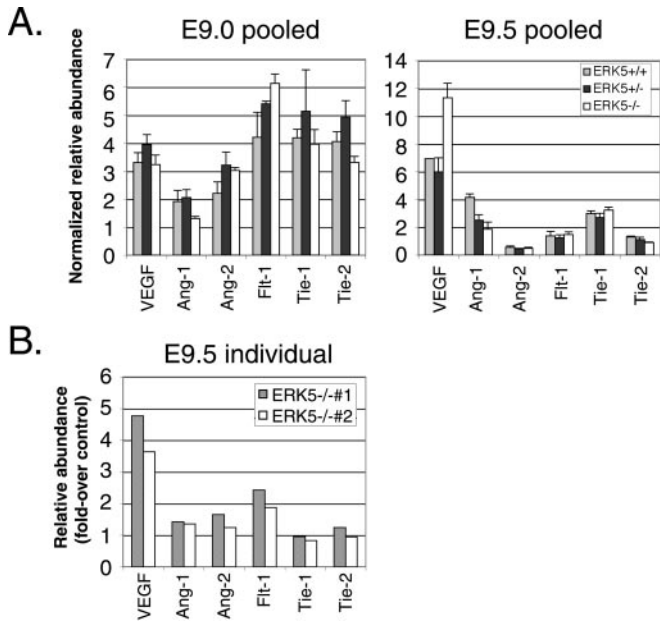 A.
E9.0 pooled
E9.5 pooled
Normalized relative abundance
7
6
5
4
3
2
1
0
VEGF
Ang-1
Ang-2
Flt-1
Tie-1
Tie-2
14
12
10
8
6
4
2
0
ERK5+/+
ERK5+/-
ERK5-/-
VEGF
Ang-1
Ang-2
Flt-1
Tie-1
Tie-2
B.
E9.5 individual
Relative abundance
(fold-over control)
6
5
4
3
2
1
0
ERK5-/-#1
ERK5-/-#2
VEGF
Ang-1
Ang-2
Flt-1
Tie-1
Tie-2